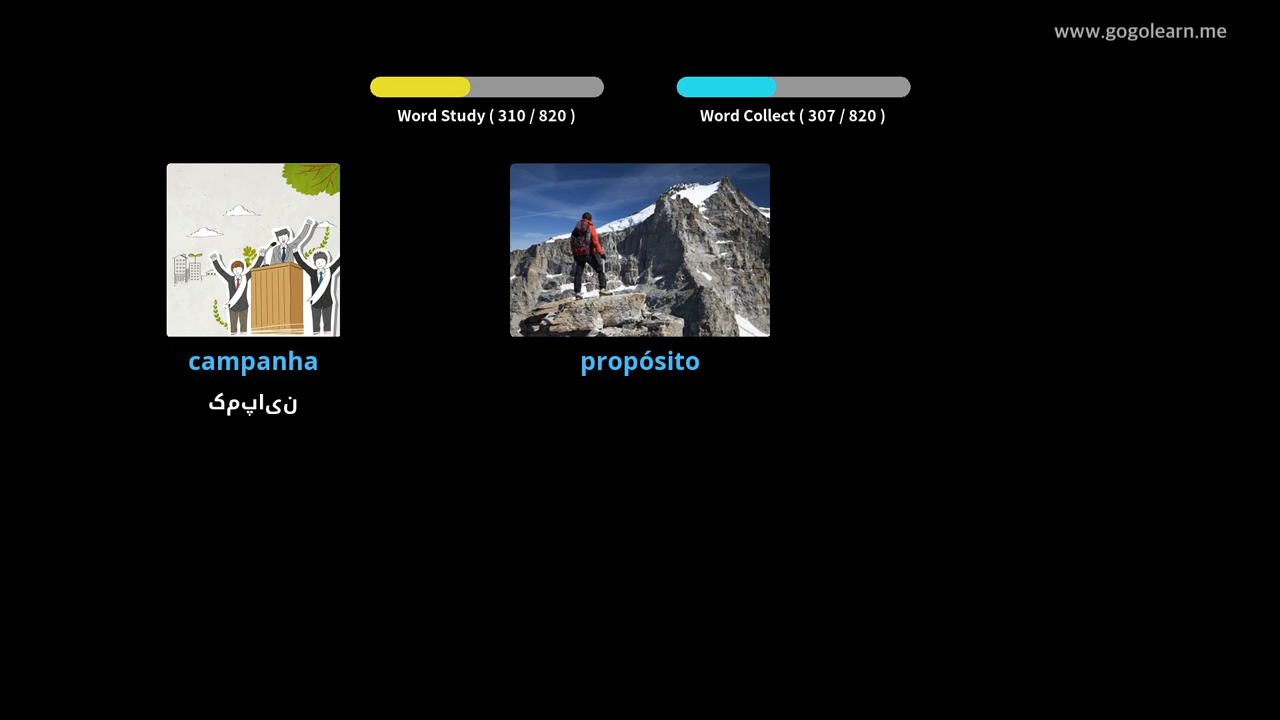 www.gogolearn.me
Word Study ( 310 / 820 )
Word Collect ( 307 / 820 )
campanha
propósito
کمپاین